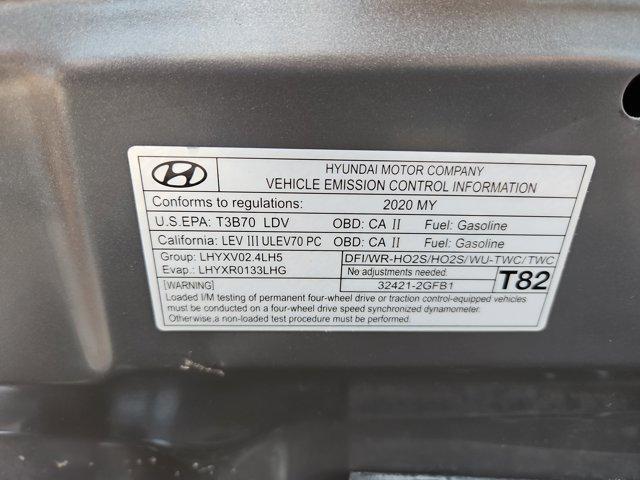 HYUNDAI MOTOR COMPANY
VEHICLE EMISSION CONTROL INFORMATION
Conforms to regulations: 2020 MY
U.S.EPA: T3B70 LDV OBD: CA II Fuel: Gasoline
California: LEV III ULEV70 PC OBD: CA II Fuel: Gasoline
Group: LHYXV02.4LH5 DFI/WR-HO2S/HO2S/WU-TWC/TWC
Evap.: LHYXR0133LHG No adjustments needed. T82
[WARNING] 32421-2GFB1
Loaded I/M testing of permanent four-wheel drive or traction control-equipped vehicles
must be conducted on a four-wheel drive speed synchronized dynamometer.
Otherwise,a non-loaded test procedure must be performed.